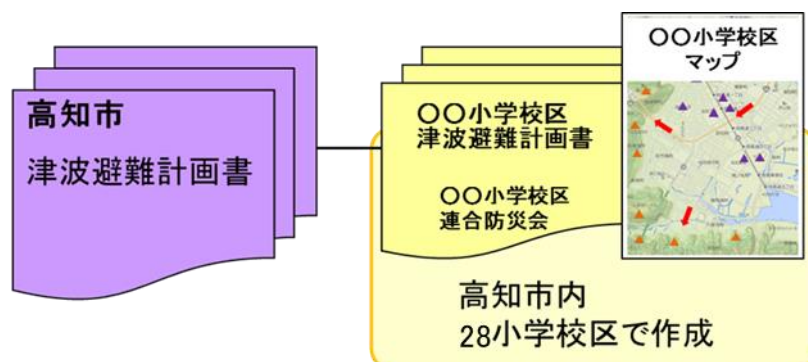 高知市
津波避難計画書
〇〇小学校区
津波避難計画書
〇〇小学校区
連合防災会
〇〇小学校区
マップ
高知市内
28小学校区で作成